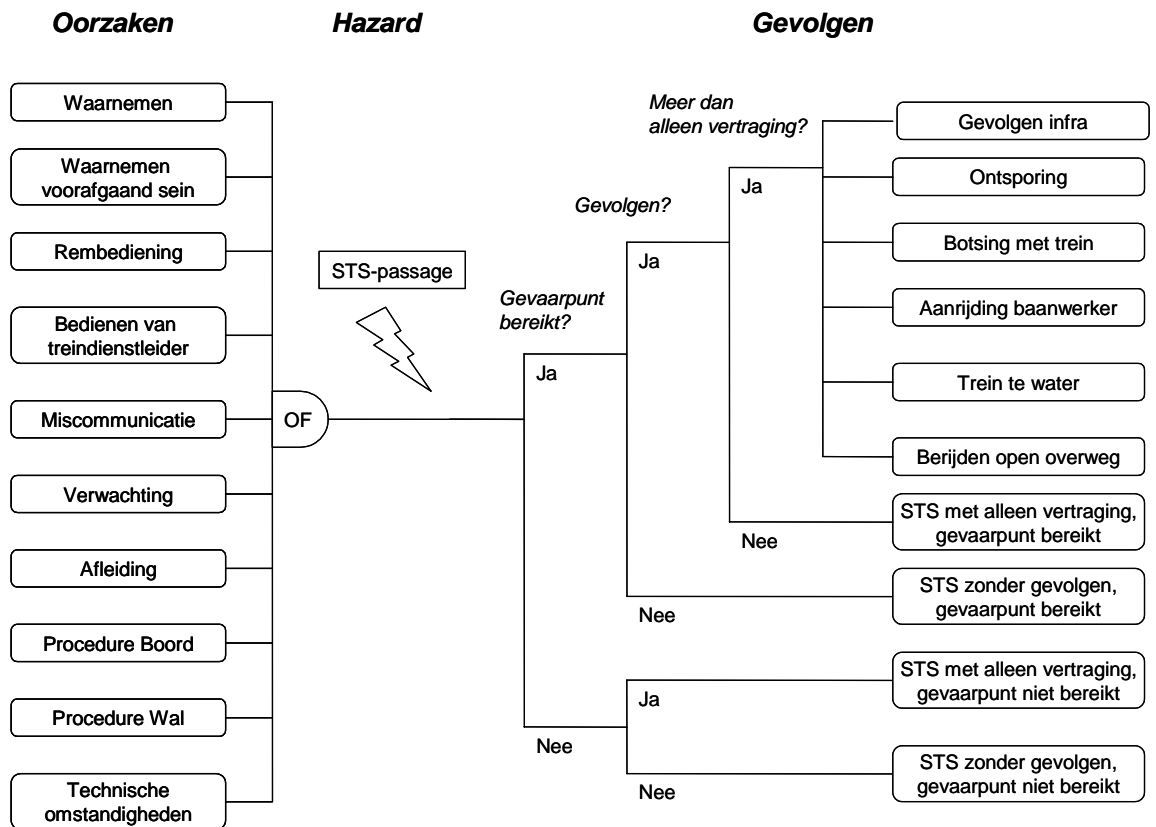 Oorzaken
Hazard
Gevolgen
Waarnemen
Waarnemen
voorafgaand sein
Rembediening
Bedienen van
treindienstleider
Miscommunicatie
Verwachting
Afleiding
Procedure Boord
Procedure Wal
Technische
omstandigheden
OF
STS-passage
Gevaarpunt
bereikt?
Ja
Nee
Gevolgen?
Ja
Nee
Ja
Nee
Meer dan
alleen vertraging?
Ja
Nee
Gevolgen infra
Ontsporing
Botsing met trein
Aanrijding baanwerker
Trein te water
Berijden open overweg
STS met alleen vertraging,
gevaarpunt bereikt
STS zonder gevolgen,
gevaarpunt bereikt
STS met alleen vertraging,
gevaarpunt niet bereikt
STS zonder gevolgen,
gevaarpunt niet bereikt